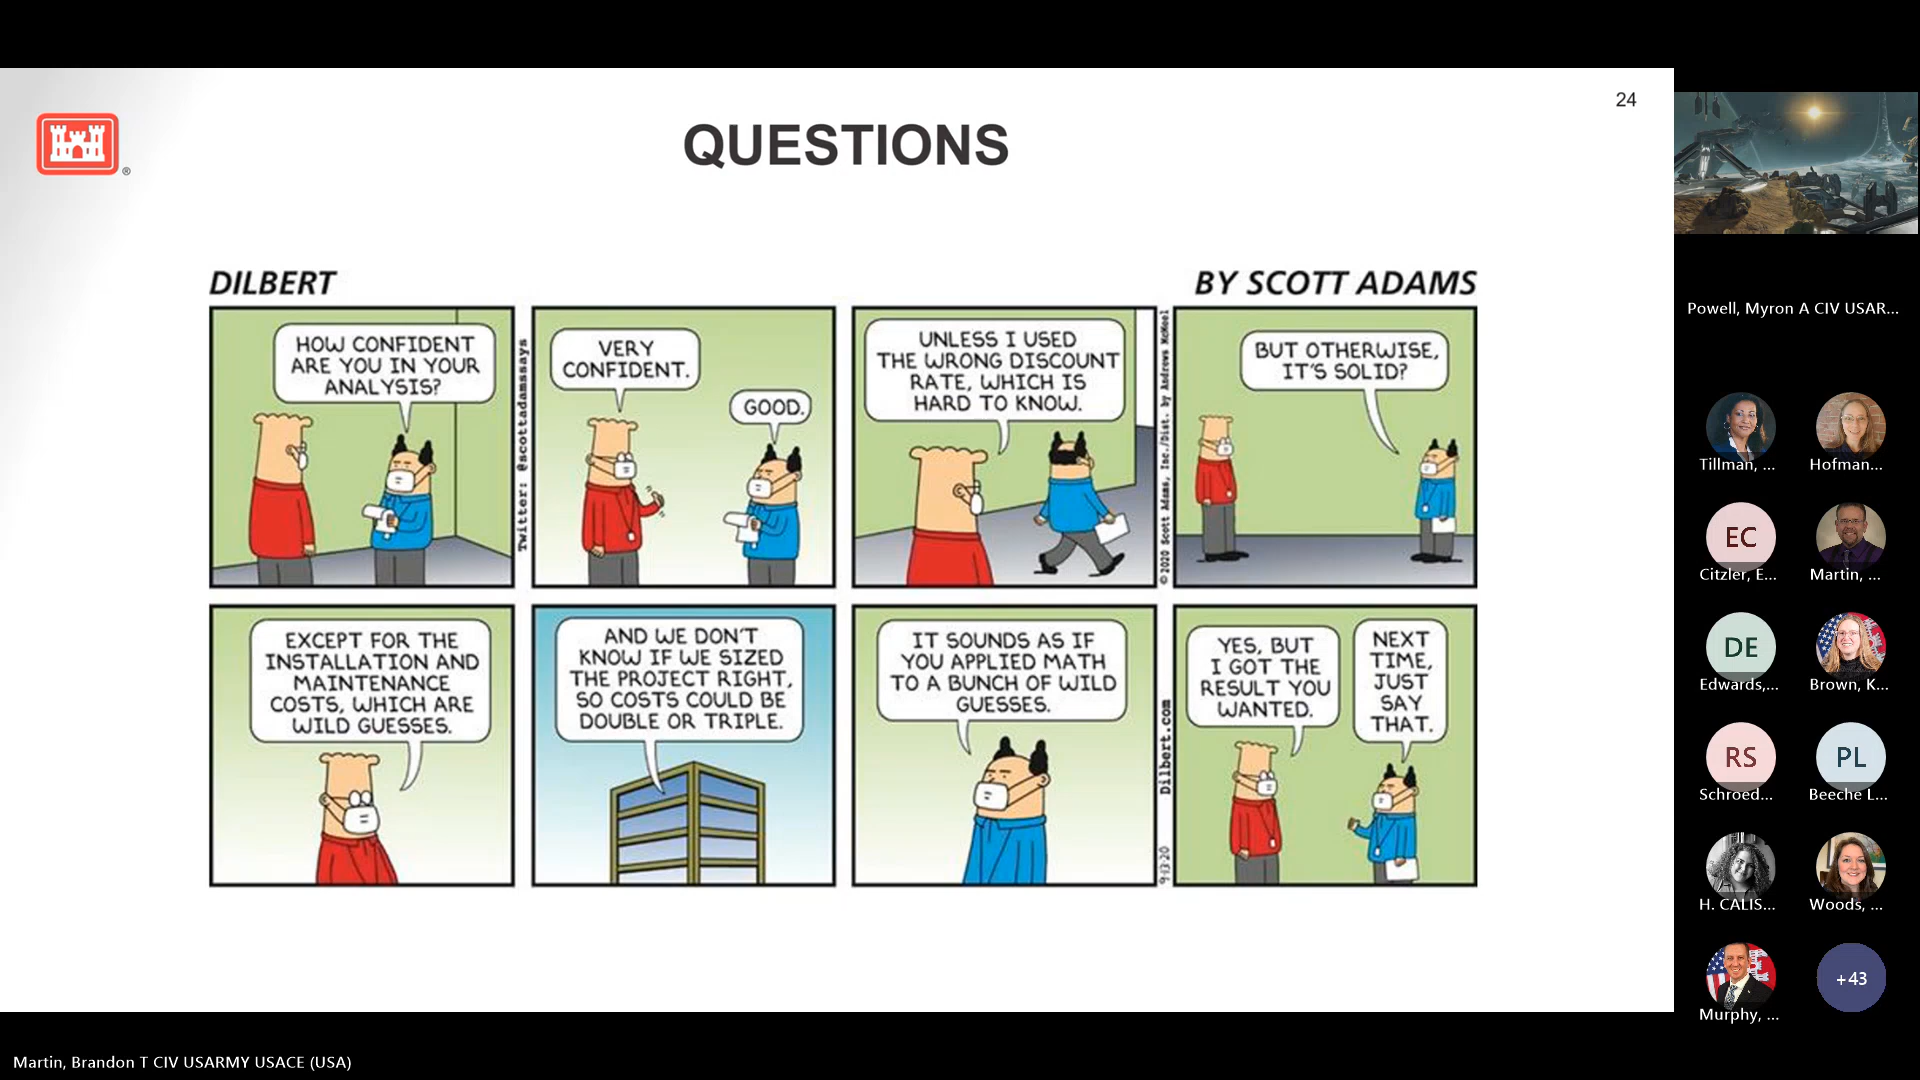 24
QUESTIONS
®
DILBERT
BY SCOTT ADAMS
HOW CONFIDENT
ARE YOU IN YOUR
ANALYSIS?
Twitter: @scottadamssays
VERY
CONFIDENT.
GOOD.
UNLESS I USED
THE WRONG DISCOUNT
RATE, WHICH IS
HARD TO KNOW.
©2020 Scott Adams, Inc./Dist. by Andrews McMeel
BUT OTHERWISE,
IT'S SOLID?
EXCEPT FOR THE
INSTALLATION AND
MAINTENANCE
COSTS, WHICH ARE
WILD GUESSES.
AND WE DON'T
KNOW IF WE SIZED
THE PROJECT RIGHT,
SO COSTS COULD BE
DOUBLE OR TRIPLE.
IT SOUNDS AS IF
YOU APPLIED MATH
TO A BUNCH OF WILD
GUESSES.
9-13-20 Dilbert.com
YES, BUT
I GOT THE
RESULT YOU
WANTED.
NEXT
TIME,
JUST
SAY
THAT.
Powell, Myron A CIV USAR...
Tillman, ...
Hofman...
EC
Citzler, E...
Martin, ...
DE
Edwards,...
Brown, K...
RS
Schroed...
PL
Beeche L...
H. CALIS...
Woods, ...
Murphy, ...
+43
Martin, Brandon T CIV USARMY USACE (USA)